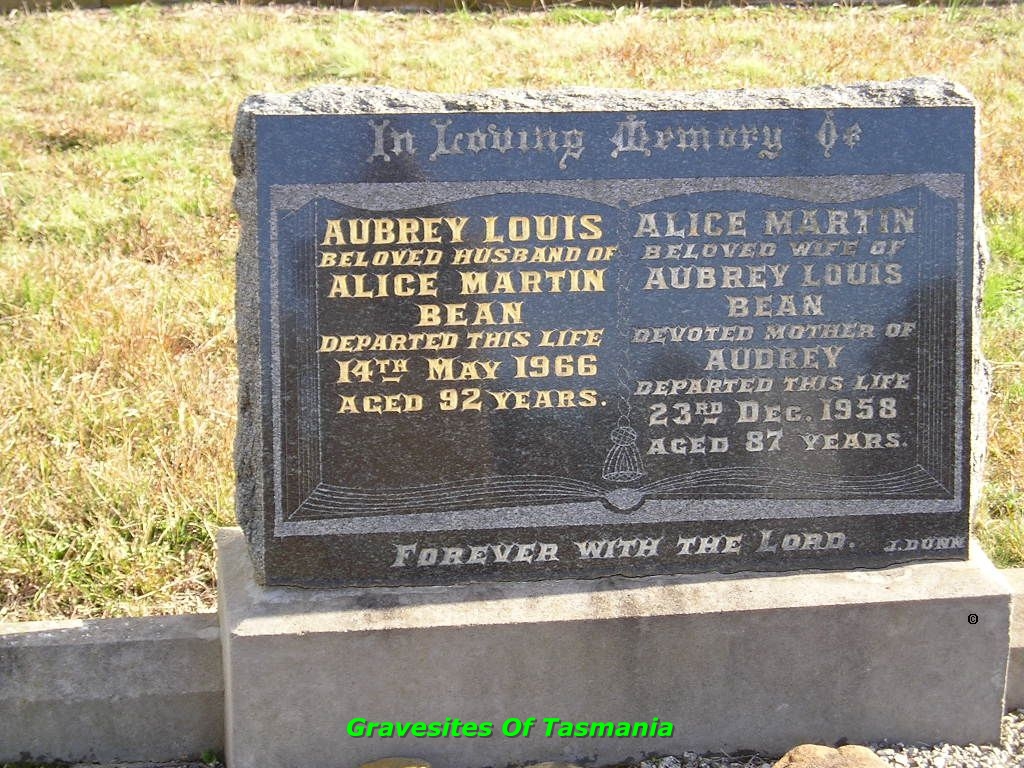 In Loving Memory Of
AUBREY LOUIS
BELOVED HUSBAND OF
ALICE MARTIN
BEAN
DEPARTED THIS LIFE
14TH MAY 1966
AGED 92 YEARS.
ALICE MARTIN
BELOVED WIFE OF
AUBREY LOUIS
BEAN
DEVOTED MOTHER OF
AUDREY
DEPARTED THIS LIFE
23RD DEC. 1958
AGED 87 YEARS.
FOREVER WITH THE LORD.
J.DUNN
©
Gravesites Of Tasmania